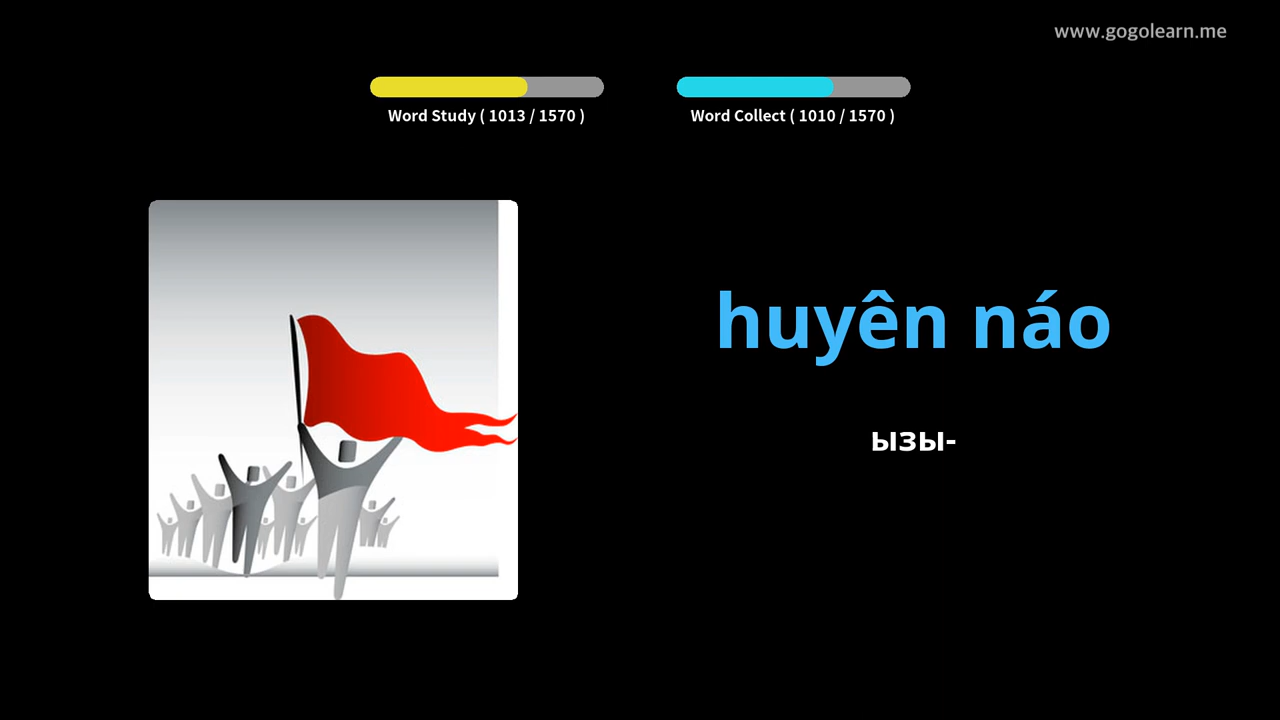 www.gogolearn.me
Word Study ( 1013 / 1570 )
Word Collect ( 1010 / 1570 )
huyên náo
ызы-